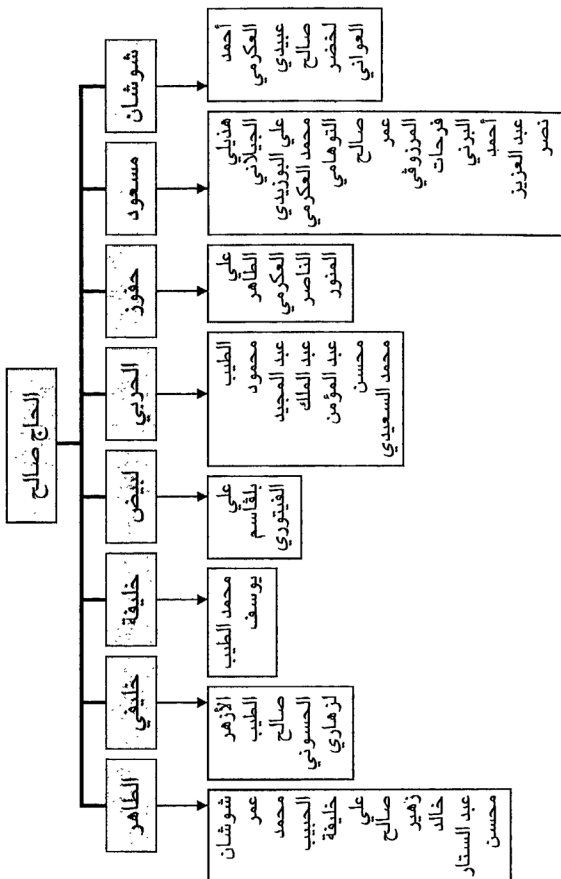 الحاج صالح
شوشان
أحمد
العكرمي
عبيدي
صالح
لخضر
العواني
مسعود
هذيلي
الجيلاني
علي البوزيدي
محمد العكرمي
التوهامي
صالح
عمر
المرزوقي
فرحات
البرني
أحمد
عبد العزيز
نصر
حفوز
علي
الطاهر
العكرمي
الناصر
المنور
الحربي
الطيب
محمود
عبد المجيد
عبد الملك
عبد المؤمن
محسن
محمد السعيدي
لبيض
علي
بلقاسم
الفيتوري
خليفة
محمد الطيب
يوسف
خليفي
الأزهر
الطيب
صالح
الحسوني
لزهاري
الطاهر
شوشان
عمر
محمد
الحبيب
خليفة
علي
صالح
زهير
خالد
عبد الستار
محسن